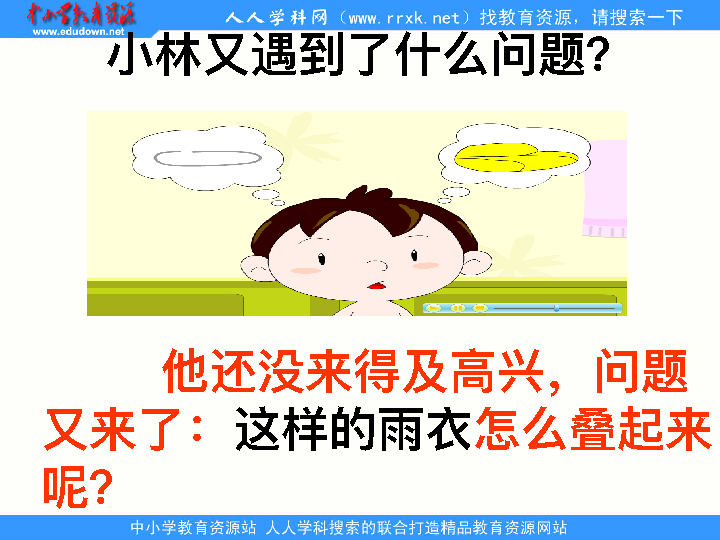 中小学教育资源
www.edudown.net
人人学科网（www.rrxk.net）找教育资源，请搜索一下
小林又遇到了什么问题？
他还没来得及高兴，问题
又来了：这样的雨衣怎么叠起来
呢？
中小学教育资源站 人人学科搜索的联合打造精品教育资源网站